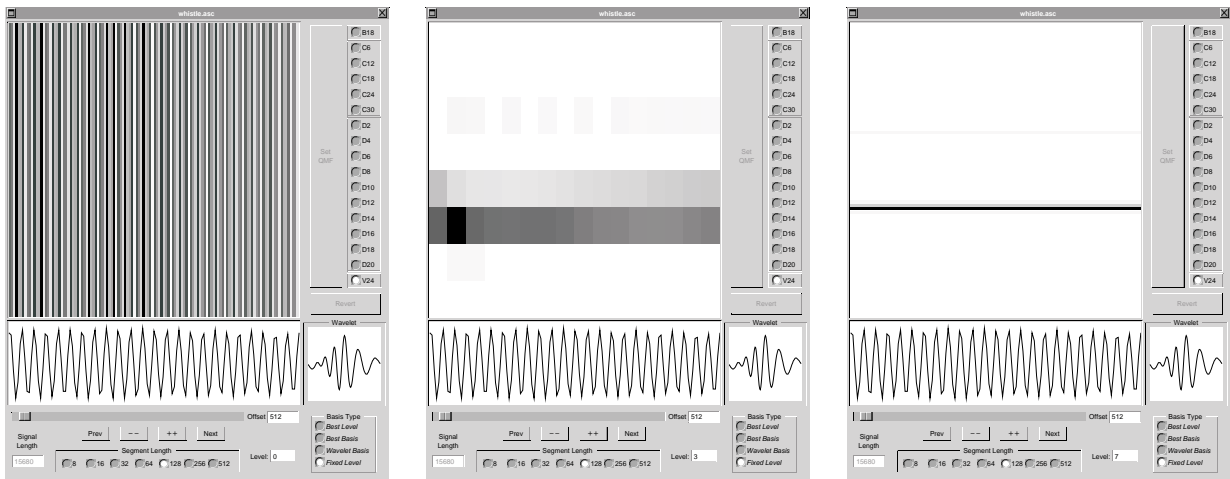 whistle.asc
B18
C6
C12
C18
C24
C30
D2
D4
D6
D8
D10
D12
D14
D16
D18
D20
V24
Set
QMF
Revert
Wavelet
Offset 512
Prev -- ++ Next
Signal
Length
15680
Segment Length
8 16 32 64 128 256 512
Level: 0
Basis Type
Best Level
Best Basis
Wavelet Basis
Fixed Level
whistle.asc
B18
C6
C12
C18
C24
C30
D2
D4
D6
D8
D10
D12
D14
D16
D18
D20
V24
Set
QMF
Revert
Wavelet
Offset 512
Prev -- ++ Next
Signal
Length
15680
Segment Length
8 16 32 64 128 256 512
Level: 3
Basis Type
Best Level
Best Basis
Wavelet Basis
Fixed Level
whistle.asc
B18
C6
C12
C18
C24
C30
D2
D4
D6
D8
D10
D12
D14
D16
D18
D20
V24
Set
QMF
Revert
Wavelet
Offset 512
Prev -- ++ Next
Signal
Length
15680
Segment Length
8 16 32 64 128 256 512
Level: 7
Basis Type
Best Level
Best Basis
Wavelet Basis
Fixed Level